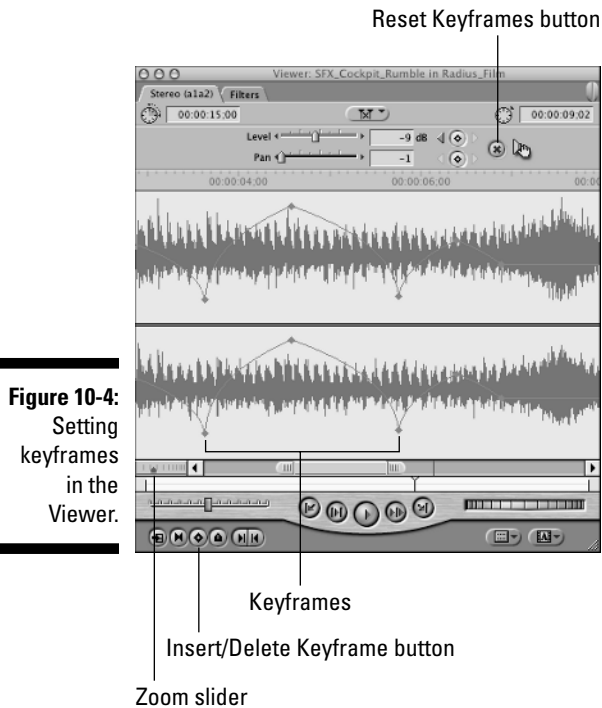 Reset Keyframes button
Viewer: SFX_Cockpit_Rumble in Radius_Film
Stereo (a1a2) Filters
00:00:15;00 00:00:09;02
Level -9 dB
Pan -1
00:00:04;00 00:00:06;00 00:00
Figure 10-4:
Setting
keyframes
in the
Viewer.
Keyframes
Insert/Delete Keyframe button
Zoom slider